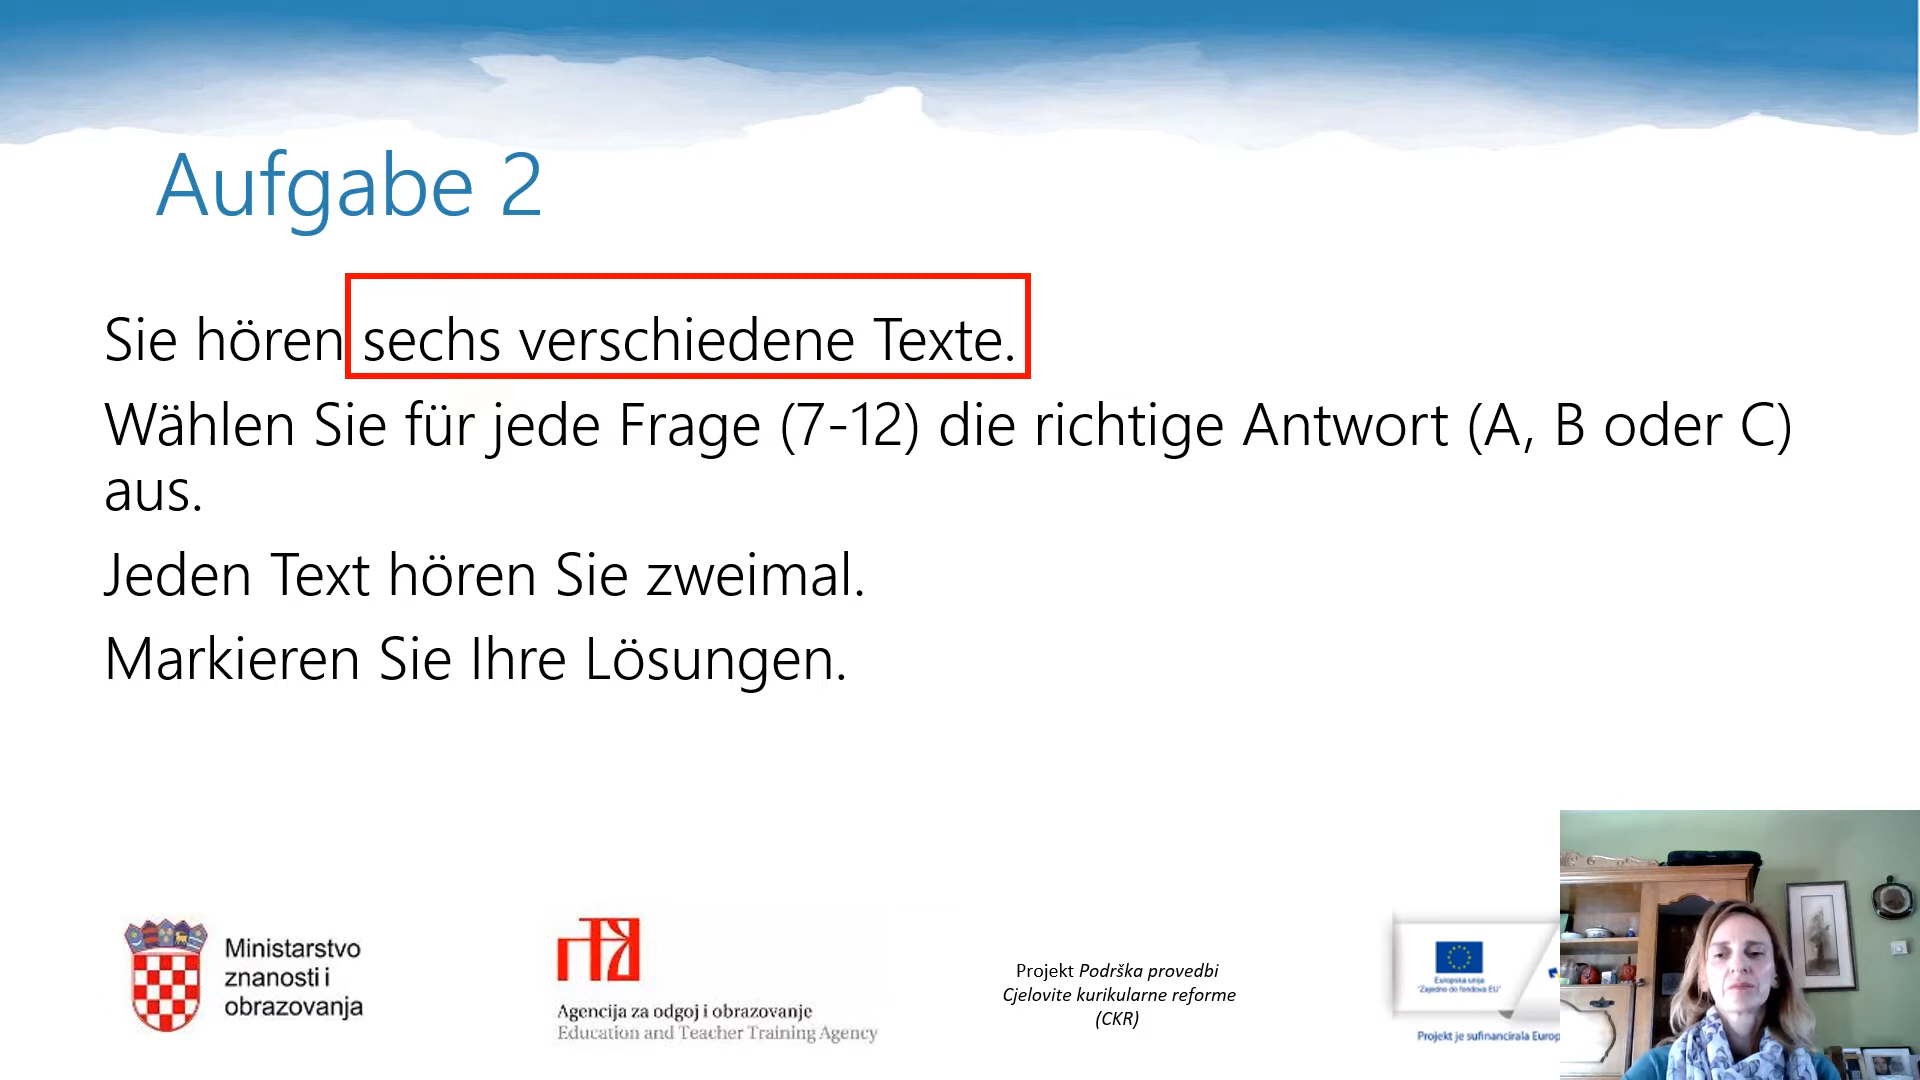 Aufgabe 2
Sie hören sechs verschiedene Texte.
Wählen Sie für jede Frage (7-12) die richtige Antwort (A, B oder C)
aus.
Jeden Text hören Sie zweimal.
Markieren Sie Ihre Lösungen.
Ministarstvo
znanosti i
obrazovanja
Agencija za odgoj i obrazovanje
Education and Teacher Training Agency
Projekt Podrška provedbi
Cjelovite kurikularne reforme
(CKR)
Europska unija
"Zajedno do fondova EU"
Projekt je sufinancirala Europ